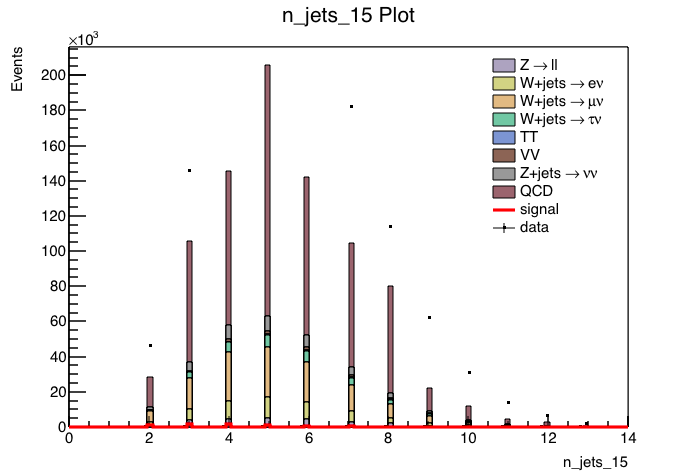 n_jets_15 Plot
×10³
Events
200
180
160
140
120
100
80
60
40
20
0
0 2 4 6 8 10 12 14
n_jets_15
Z → ll
W+jets → eν
W+jets → μν
W+jets → τν
TT
VV
Z+jets → νν
QCD
signal
data